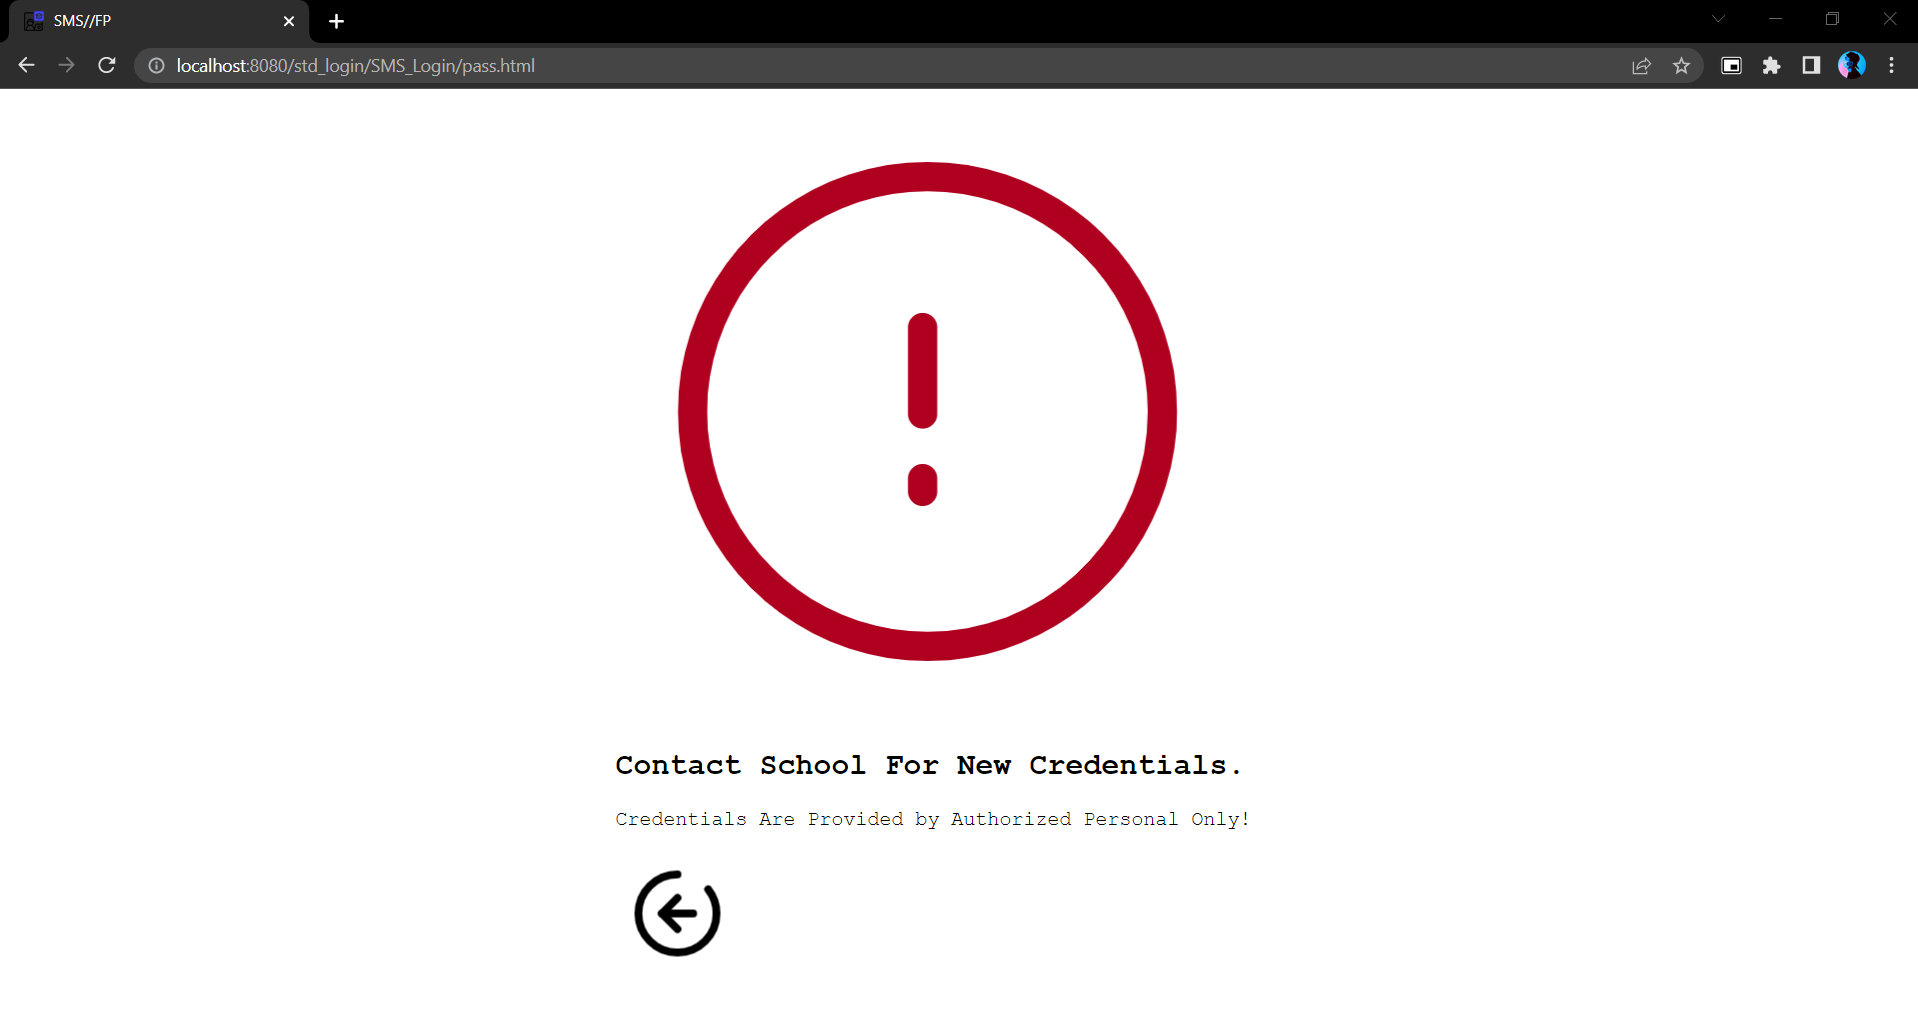 SMS//FP
localhost:8080/std_login/SMS_Login/pass.html
Contact School For New Credentials.
Credentials Are Provided by Authorized Personal Only!